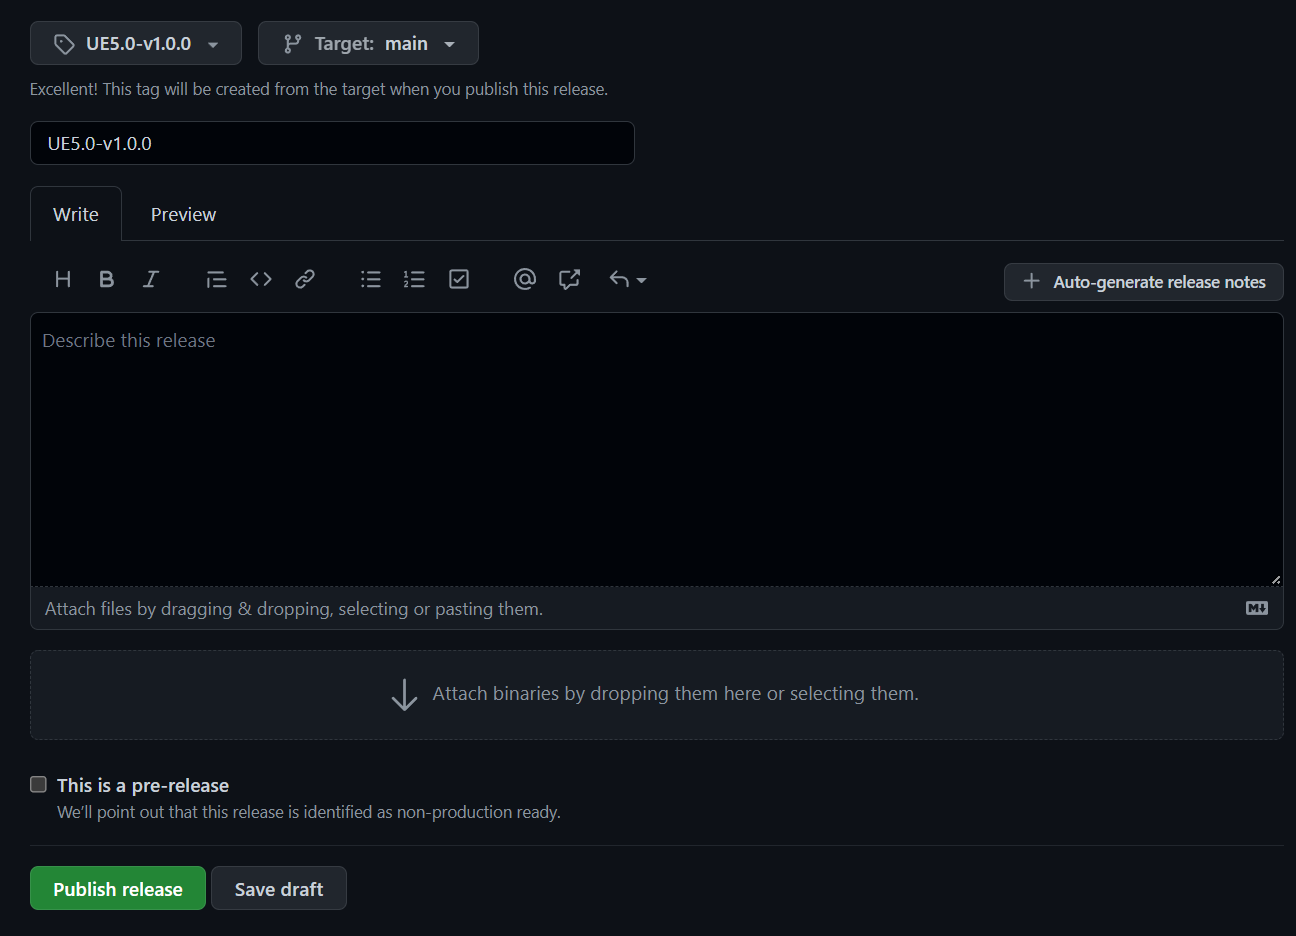 UE5.0-v1.0.0 Target: main
Excellent! This tag will be created from the target when you publish this release.
UE5.0-v1.0.0
Write Preview
H B I @ Auto-generate release notes
Describe this release
Attach files by dragging & dropping, selecting or pasting them.
Attach binaries by dropping them here or selecting them.
This is a pre-release
We'll point out that this release is identified as non-production ready.
Publish release Save draft